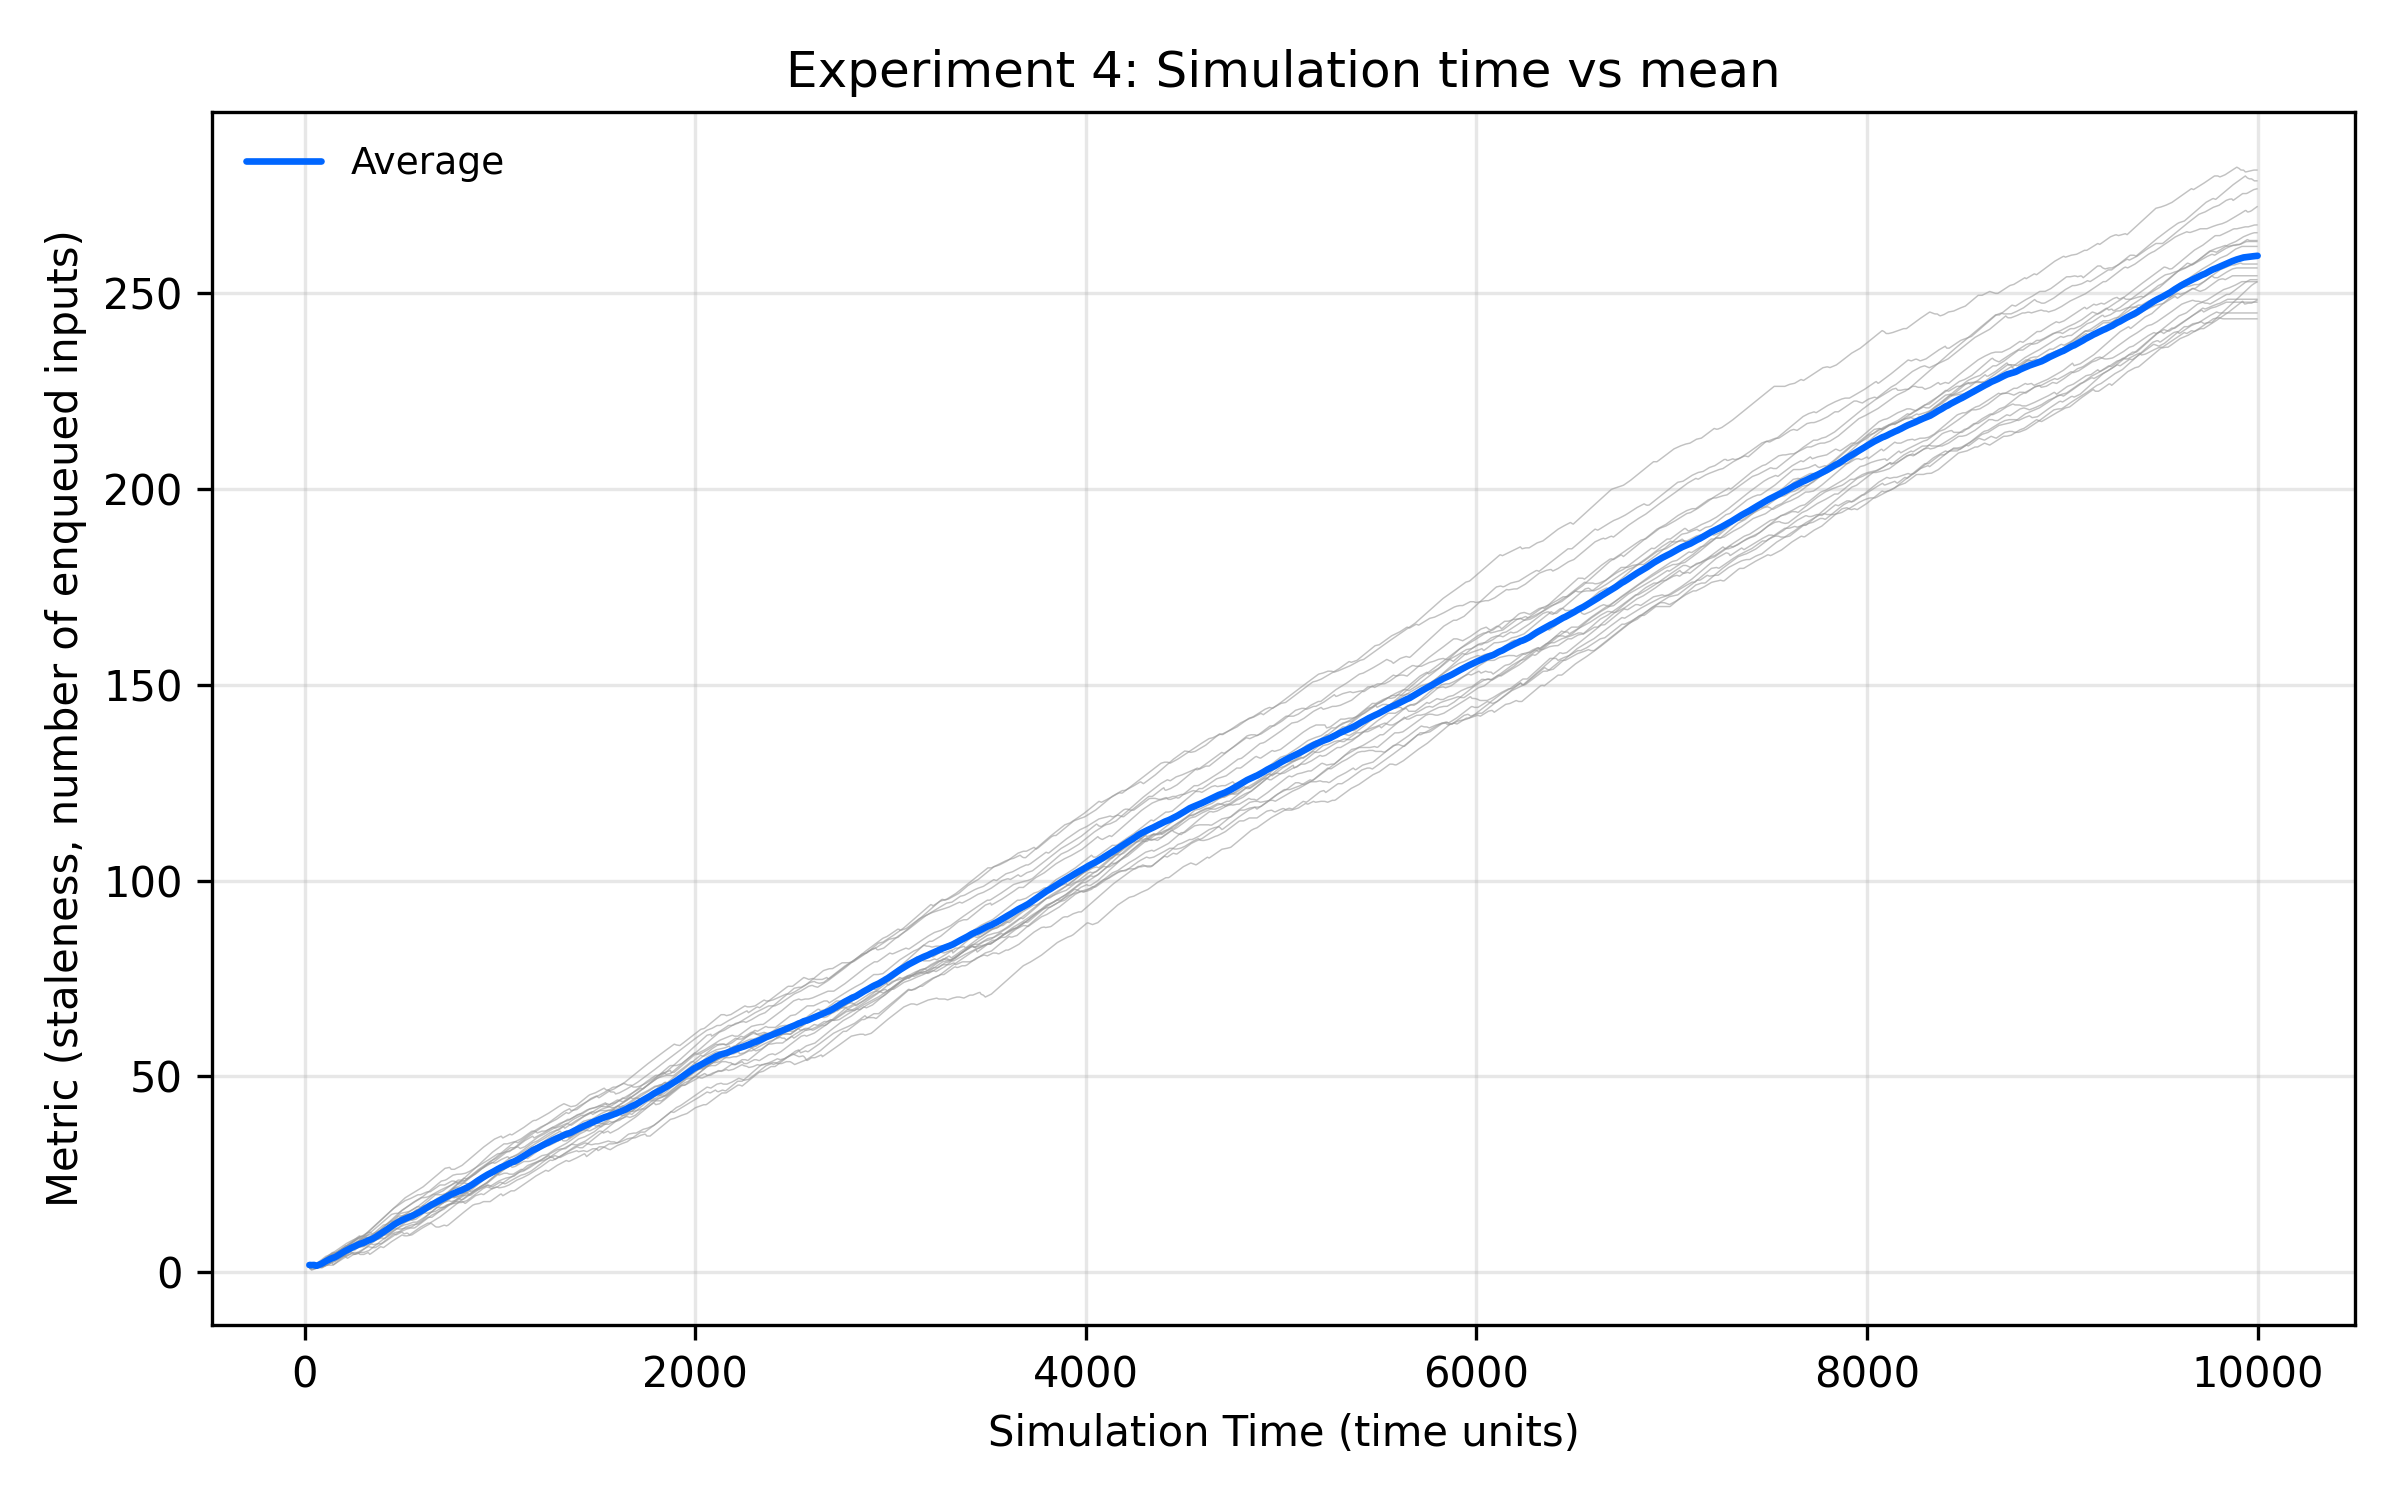 Experiment 4: Simulation time vs mean
Average
Metric (staleness, number of enqueued inputs)
250
200
150
100
50
0
0 2000 4000 6000 8000 10000
Simulation Time (time units)